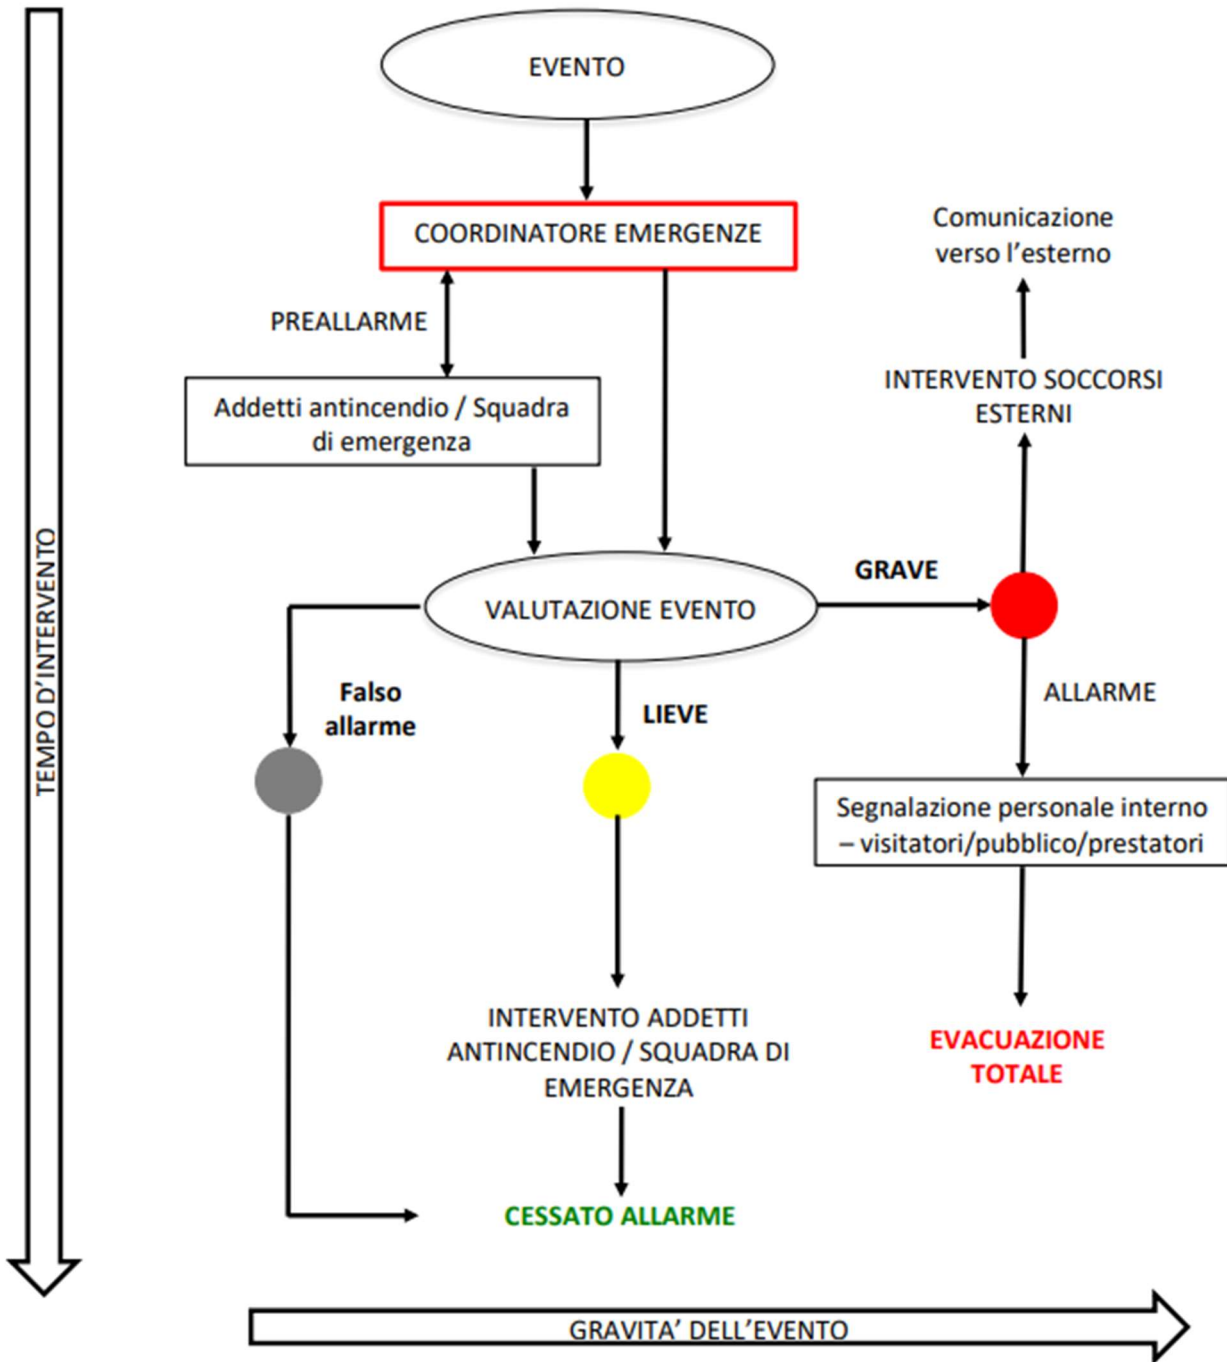 EVENTO
COORDINATORE EMERGENZE
Comunicazione
verso l'esterno
PREALLARME
INTERVENTO SOCCORSI
ESTERNI
Addetti antincendio / Squadra
di emergenza
GRAVE
VALUTAZIONE EVENTO
TEMPO D'INTERVENTO
Falso
allarme
LIEVE
ALLARME
Segnalazione personale interno
– visitatori/pubblico/prestatori
INTERVENTO ADDETTI
ANTINCENDIO / SQUADRA DI
EMERGENZA
EVACUAZIONE
TOTALE
CESSATO ALLARME
GRAVITA' DELL'EVENTO